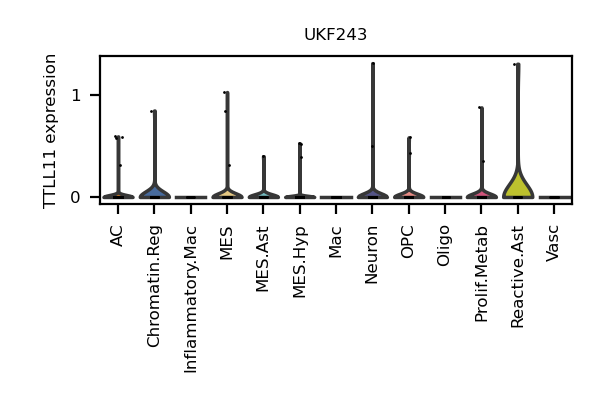 UKF243
TTLL11 expression
1
0
AC
Chromatin.Reg
Inflammatory.Mac
MES
MES.Ast
MES.Hyp
Mac
Neuron
OPC
Oligo
Prolif.Metab
Reactive.Ast
Vasc